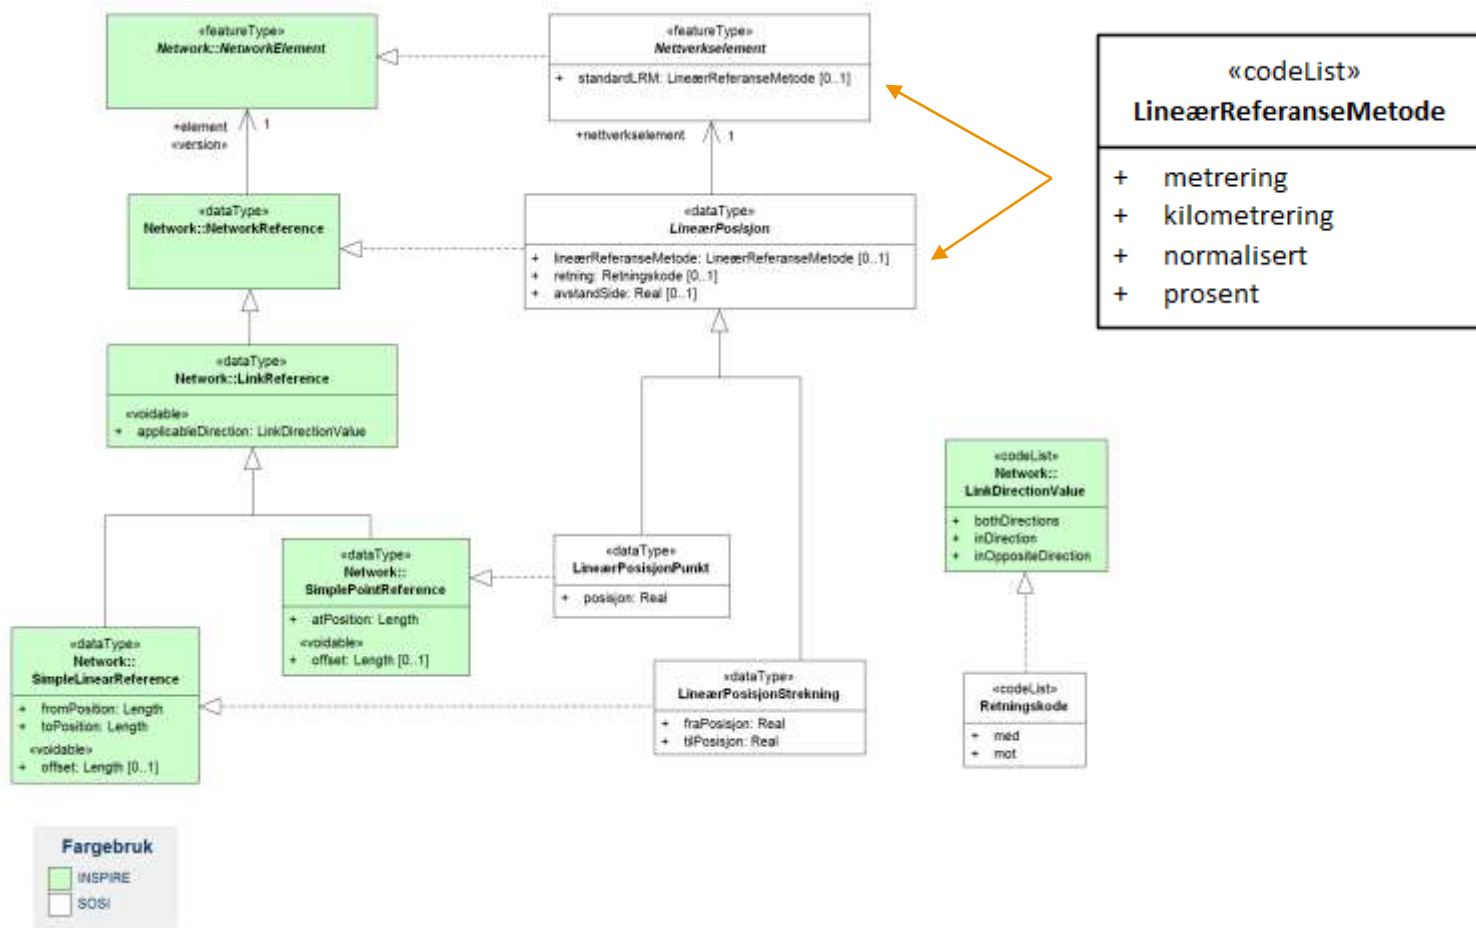 «featureType»
Network::NetworkElement
«featureType»
Nettverkselement
+ standardLRM: LineærReferanseMetode [0..1]
«codeList»
LineærReferanseMetode
+ metrering
+ kilometrering
+ normalisert
+ prosent
+element
«version»
1
+nettverkselement
1
«dataType»
Network::NetworkReference
«dataType»
LineærPosisjon
+ lineærReferanseMetode: LineærReferanseMetode [0..1]
+ retning: Retningskode [0..1]
+ avstandSide: Real [0..1]
«dataType»
Network::LinkReference
«voidable»
+ applicableDirection: LinkDirectionValue
«codeList»
Network::
LinkDirectionValue
+ bothDirections
+ inDirection
+ inOppositeDirection
«dataType»
Network::
SimplePointReference
+ atPosition: Length
«voidable»
+ offset: Length [0..1]
«dataType»
LineærPosisjonPunkt
+ posisjon: Real
«dataType»
Network::
SimpleLinearReference
+ fromPosition: Length
+ toPosition: Length
«voidable»
+ offset: Length [0..1]
«dataType»
LineærPosisjonStrekning
+ fraPosisjon: Real
+ tilPosisjon: Real
«codeList»
Retningskode
+ med
+ mot
Fargebruk
INSPIRE
SOSI